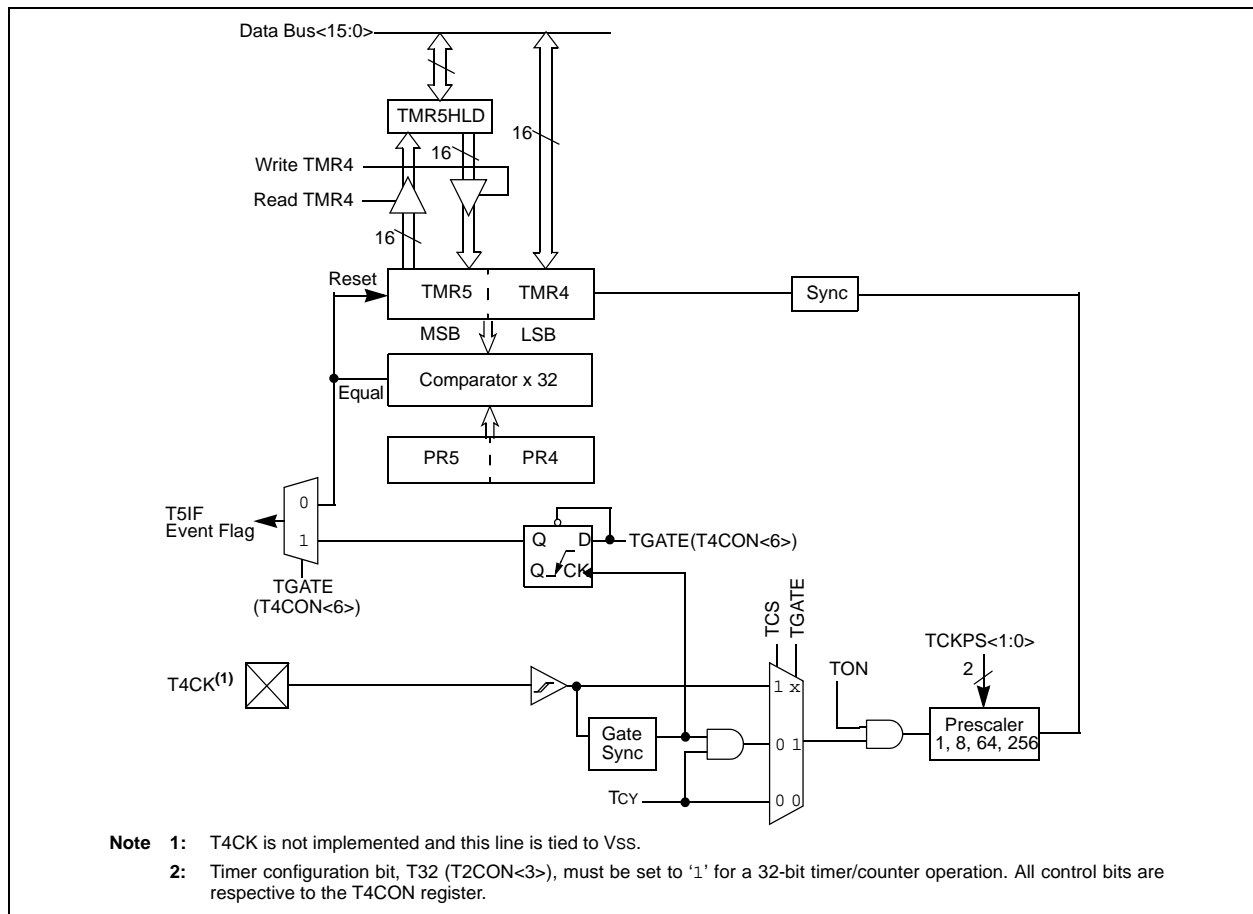 Data Bus<15:0>
TMR5HLD
16
16
Write TMR4
Read TMR4
16
Reset
TMR5
TMR4
Sync
MSB
LSB
Equal
Comparator x 32
PR5
PR4
0
T5IF
Event Flag
1
Q
D
TGATE(T4CON<6>)
Q
CK
TGATE
(T4CON<6>)
TCS
TGATE
TCKPS<1:0>
2
TON
T4CK(1)
1 x
Gate
Sync
0 1
Prescaler
1, 8, 64, 256
TCY
0 0
Note 1: T4CK is not implemented and this line is tied to VSS.
2: Timer configuration bit, T32 (T2CON<3>), must be set to ‘1’ for a 32-bit timer/counter operation. All control bits are
respective to the T4CON register.